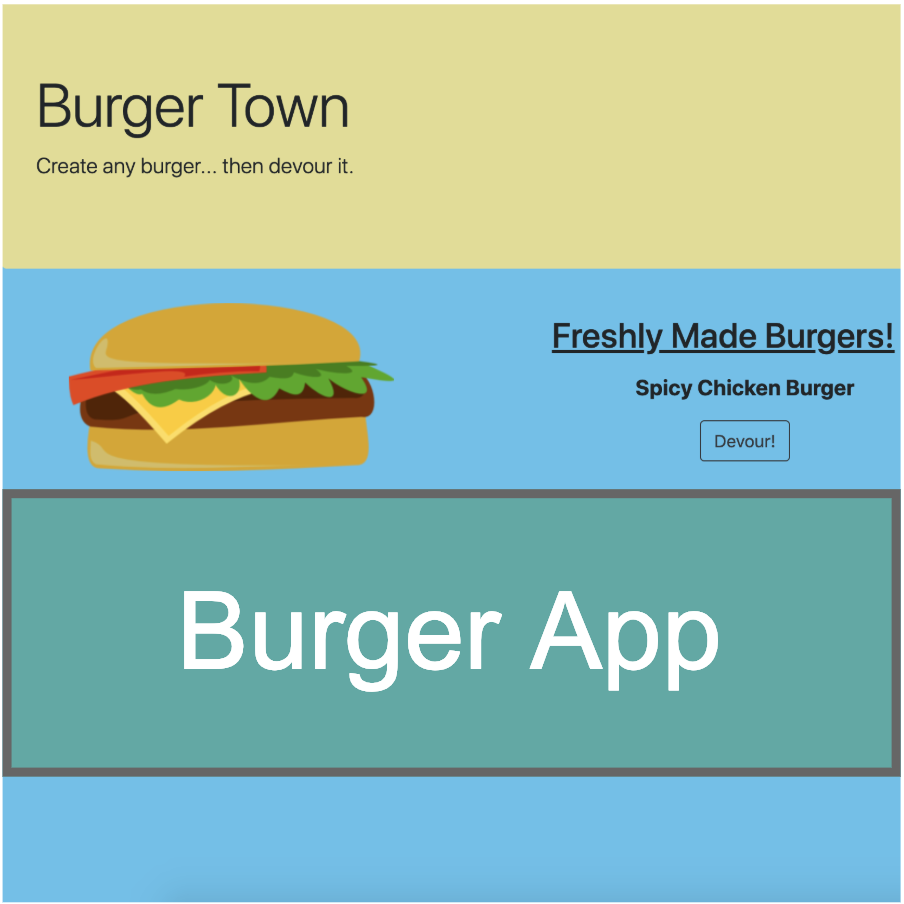 Burger Town
Create any burger... then devour it.
Freshly Made Burgers!
Spicy Chicken Burger
Devour!
Burger App